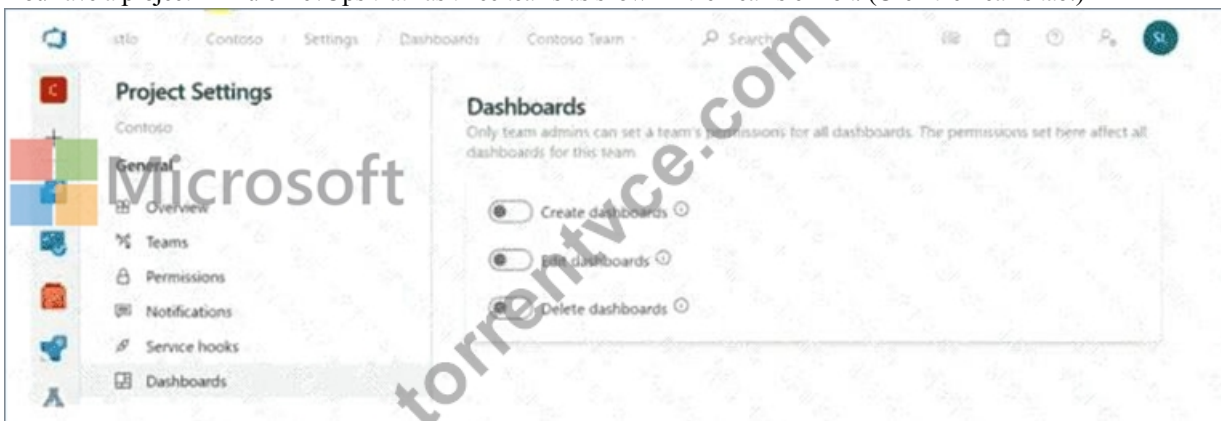 / Contoso / Settings / Dashboards / Contoso Team Search SL
C
Project Settings
Contoso
General
Microsoft
Overview
Teams
Permissions
Notifications
Service hooks
Dashboards
Dashboards
Only team admins can set a team's permissions for all dashboards. The permissions set here affect all
dashboards for this team.
Create dashboards
Edit dashboards
Delete dashboards
torrentvce.com